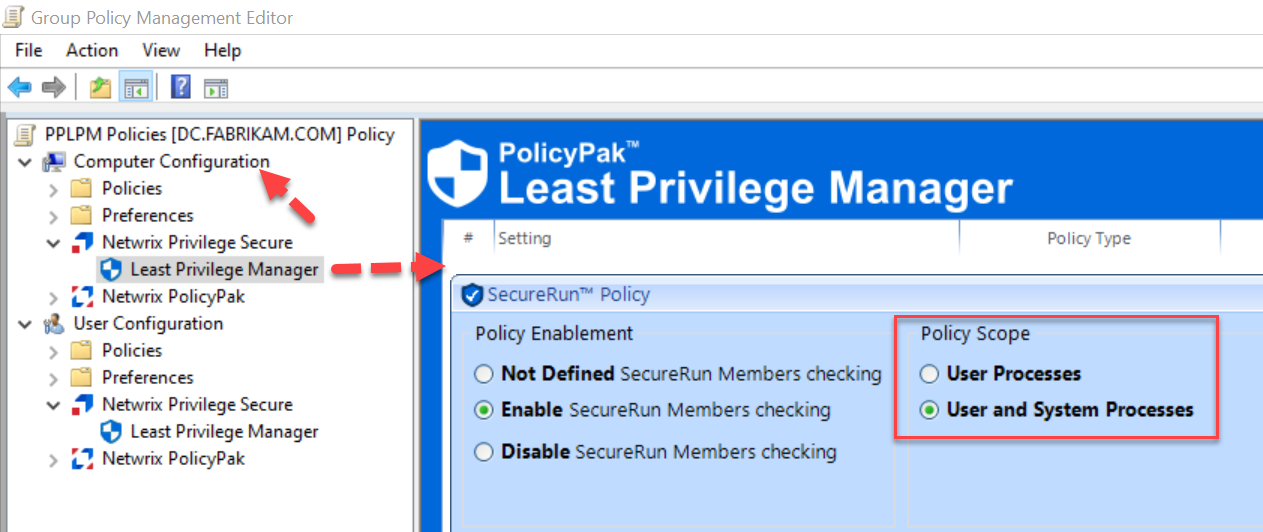 Group Policy Management Editor
File Action View Help
PPLPM Policies [DC.FABRIKAM.COM] Policy
Computer Configuration
Policies
Preferences
Netwrix Privilege Secure
Least Privilege Manager
Netwrix PolicyPak
User Configuration
Policies
Preferences
Netwrix Privilege Secure
Least Privilege Manager
Netwrix PolicyPak
PolicyPak™
Least Privilege Manager
# Setting Policy Type
SecureRun™ Policy
Policy Enablement
Not Defined SecureRun Members checking
Enable SecureRun Members checking
Disable SecureRun Members checking
Policy Scope
User Processes
User and System Processes